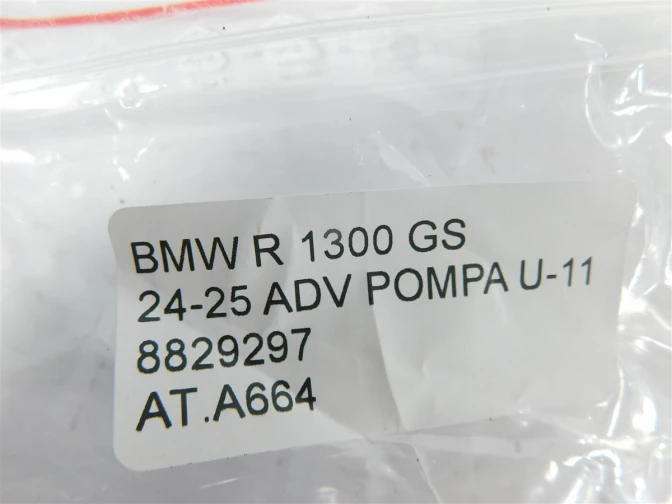 BMW R 1300 GS
24-25 ADV POMPA U-11
8829297
AT.A664